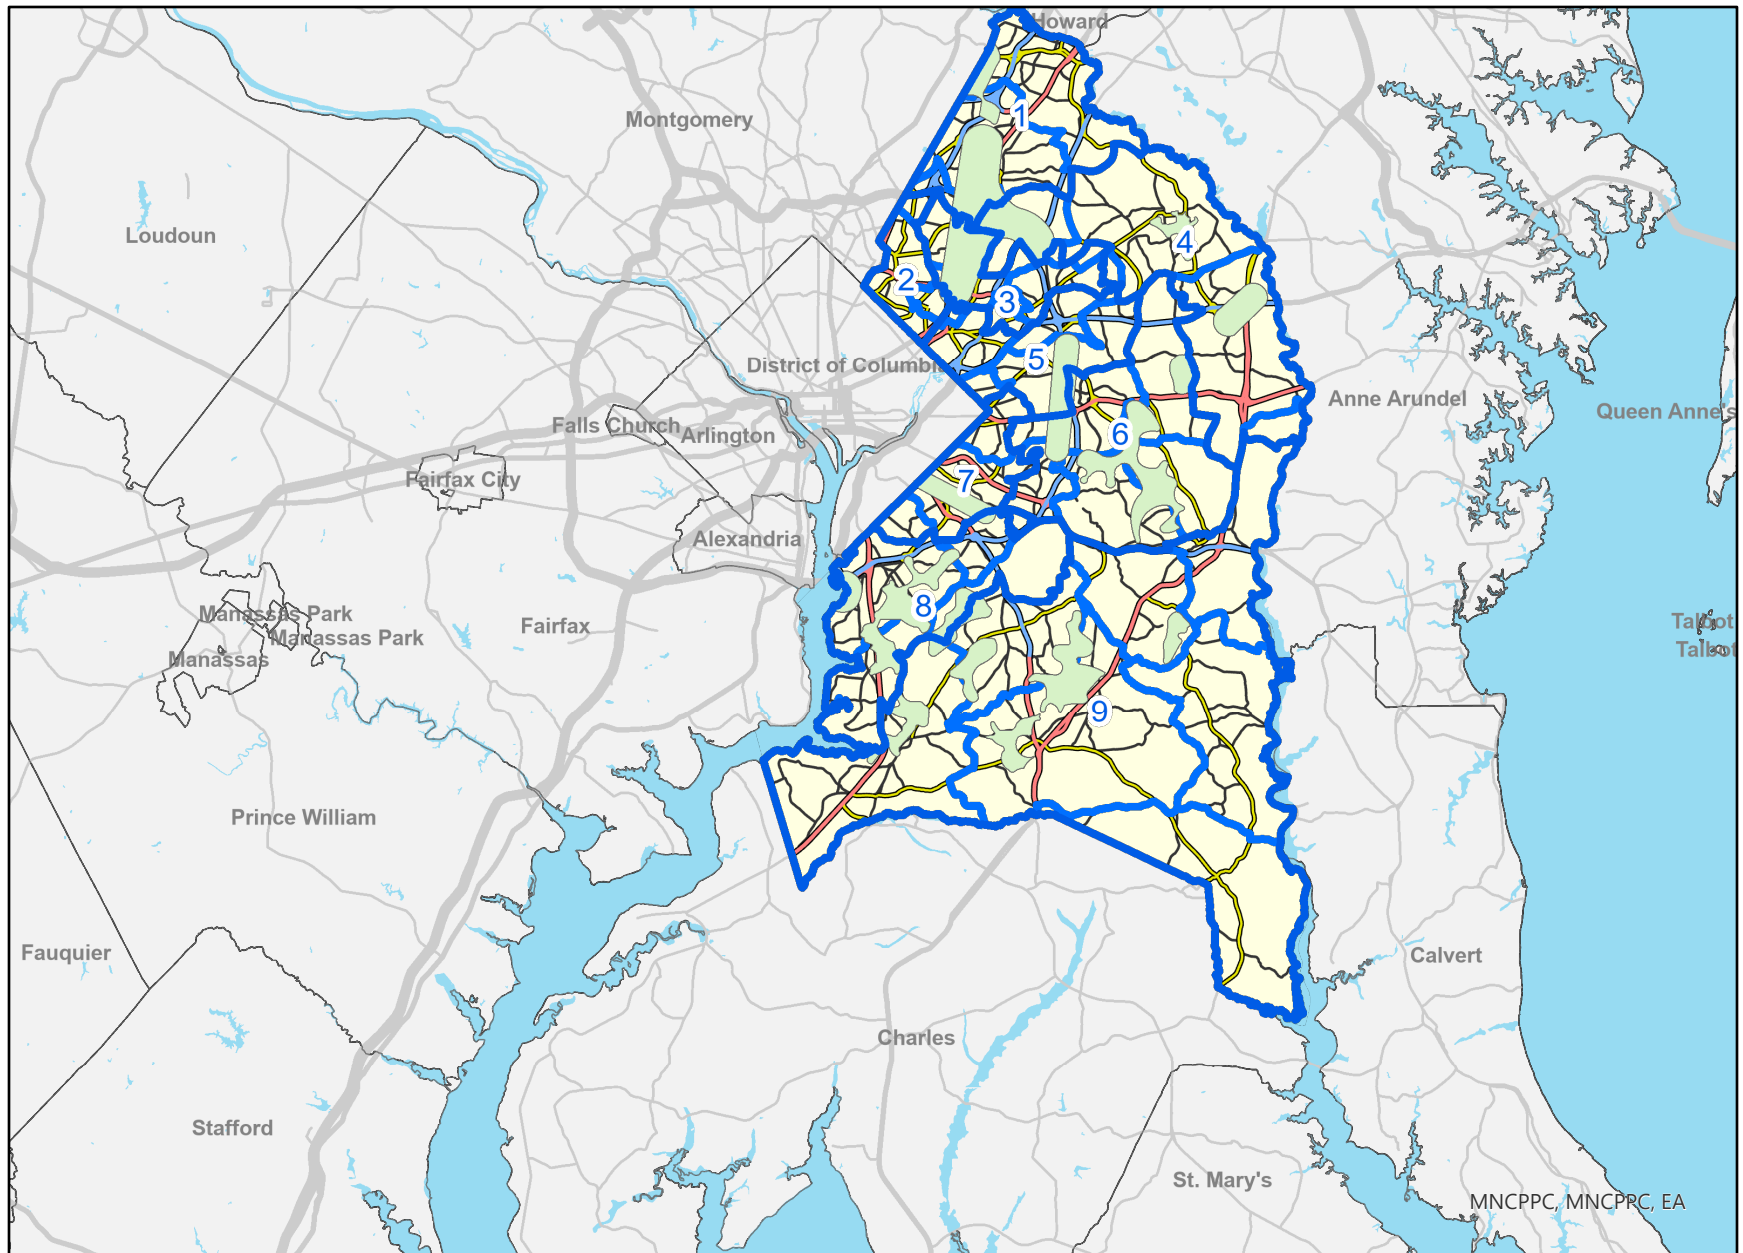 Howard
1
Montgomery
Loudoun
4
2
3
5
District of Columbi
Anne Arundel
Queen Anne's
Falls Church
Arlington
6
Fairfax City
7
Alexandria
8
Manassas Park
Fairfax
Manassas Park
Manassas
Talbot
Talbot
9
Prince William
Fauquier
Calvert
Charles
Stafford
St. Mary's
MNCPPC, MNCPPC, EA